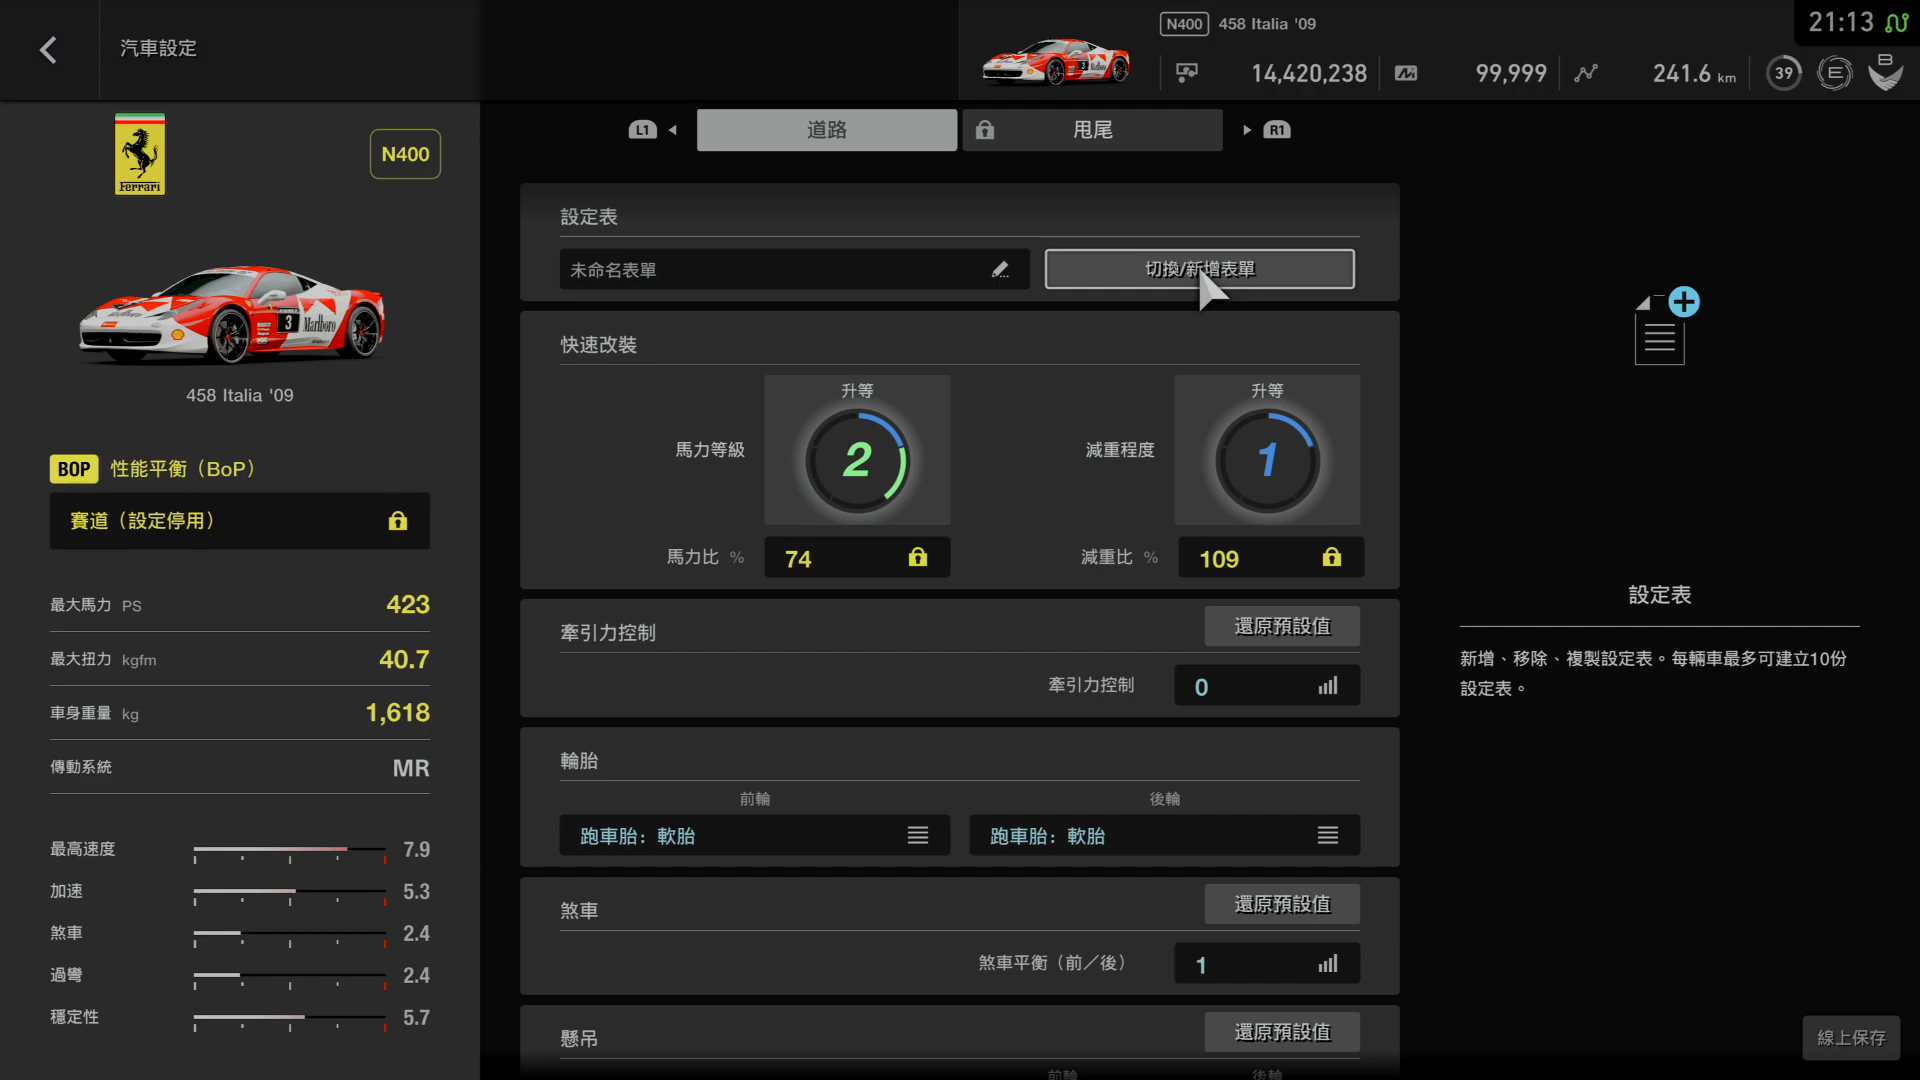 汽車設定
N400 458 Italia '09
14,420,238
99,999
241.6 km
39
E
B
21:13
Ferrari
N400
3 Marlboro
458 Italia '09
BOP 性能平衡（BoP）
賽道（設定停用）
最大馬力 PS 423
最大扭力 kgfm 40.7
車身重量 kg 1,618
傳動系統 MR
最高速度 7.9
加速 5.3
煞車 2.4
過彎 2.4
穩定性 5.7
L1 道路 甩尾 R1
設定表
未命名表單 切換/新增表單
快速改裝
馬力等級 升等 2
減重程度 升等 1
馬力比 % 74
減重比 % 109
牽引力控制 還原預設值
牽引力控制 0
輪胎
前輪 後輪
跑車胎：軟胎 跑車胎：軟胎
煞車 還原預設值
煞車平衡（前／後） 1
懸吊 還原預設值
前輪 後輪
設定表
新增、移除、複製設定表。每輛車最多可建立10份
設定表。
線上保存